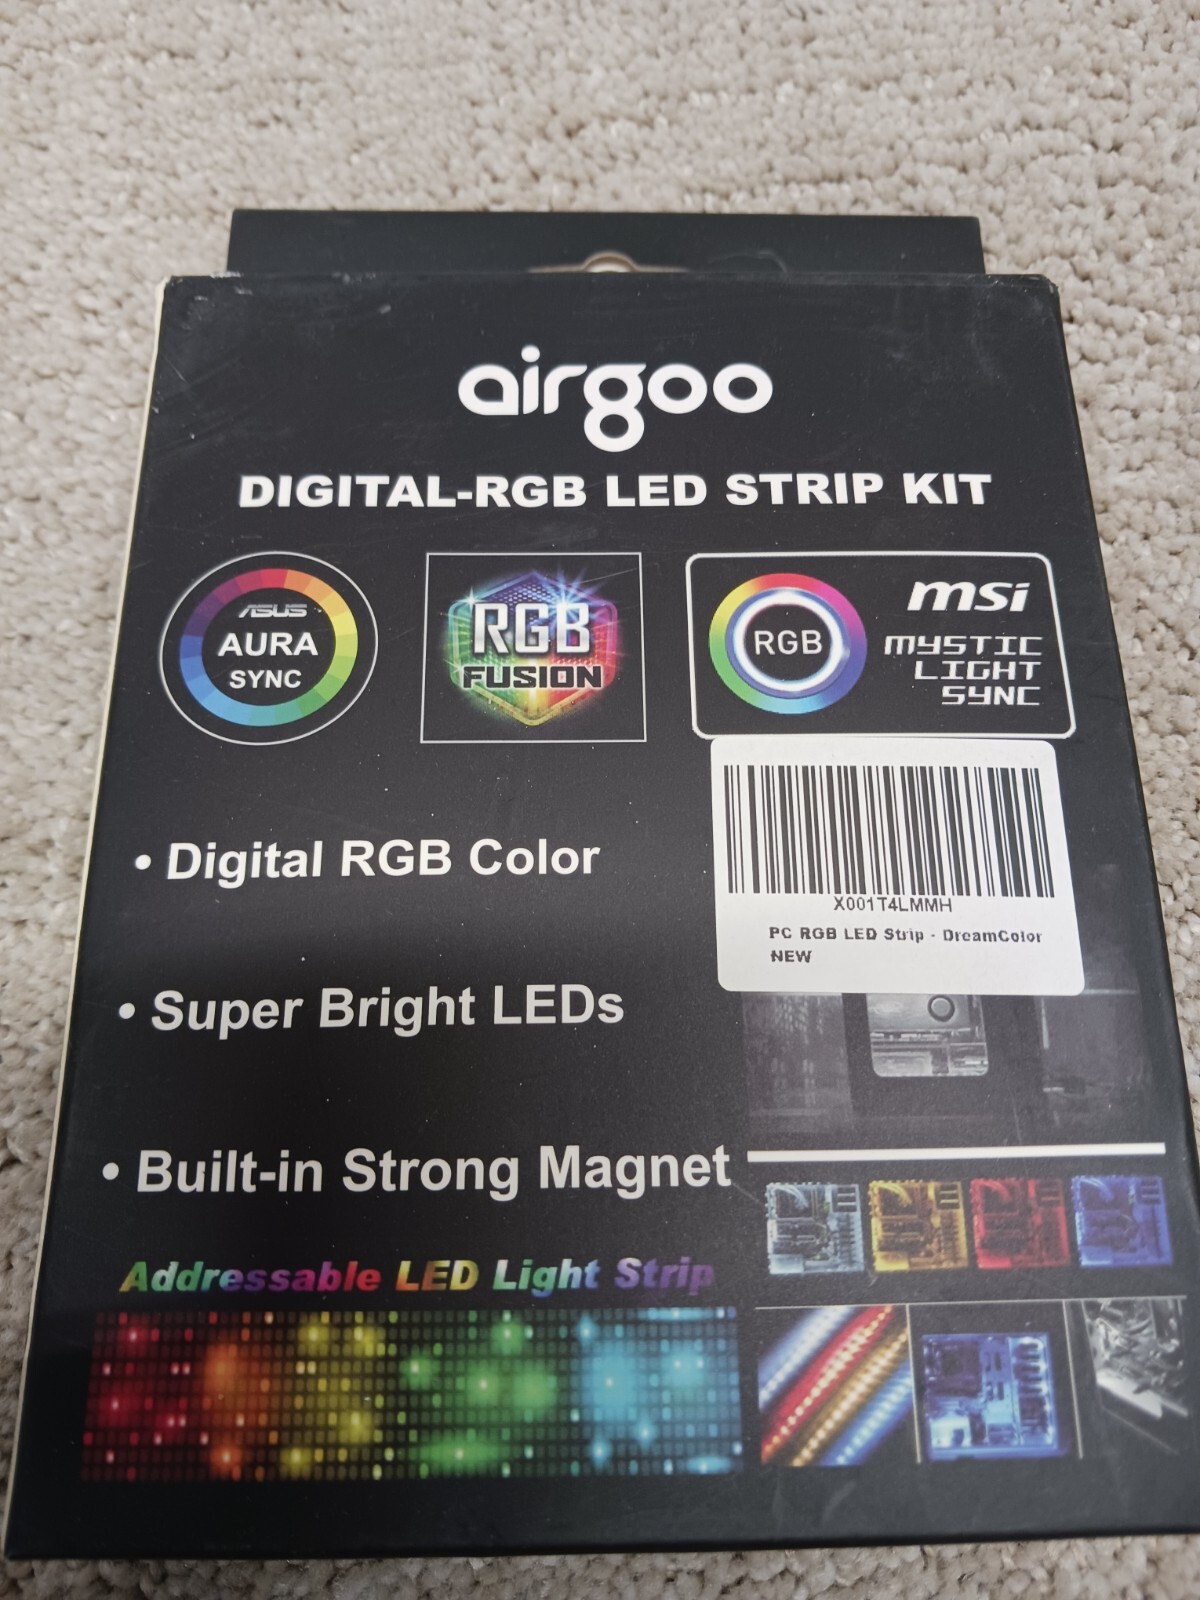 airgoo
DIGITAL-RGB LED STRIP KIT
ASUS
AURA
SYNC
RGB
FUSION
RGB
msi
MYSTIC
LIGHT
SYNC
X001T4LMMH
PC RGB LED Strip - DreamColor
NEW
• Digital RGB Color
• Super Bright LEDs
• Built-in Strong Magnet
Addressable LED Light Strip